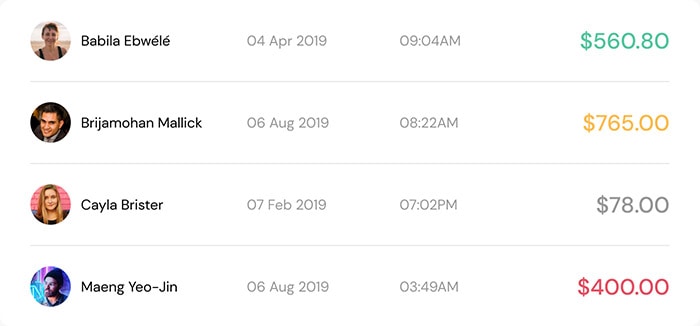 Babila Ebwélé 04 Apr 2019 09:04AM $560.80
Brijamohan Mallick 06 Aug 2019 08:22AM $765.00
Cayla Brister 07 Feb 2019 07:02PM $78.00
Maeng Yeo-Jin 06 Aug 2019 03:49AM $400.00